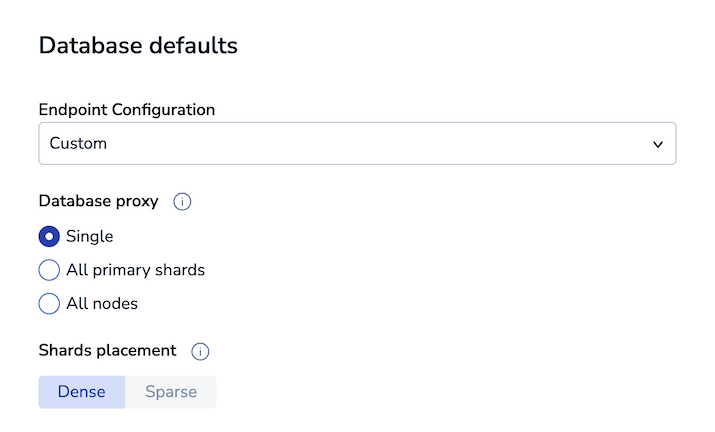 Database defaults
Endpoint Configuration
Custom
Database proxy
Single
All primary shards
All nodes
Shards placement
Dense Sparse